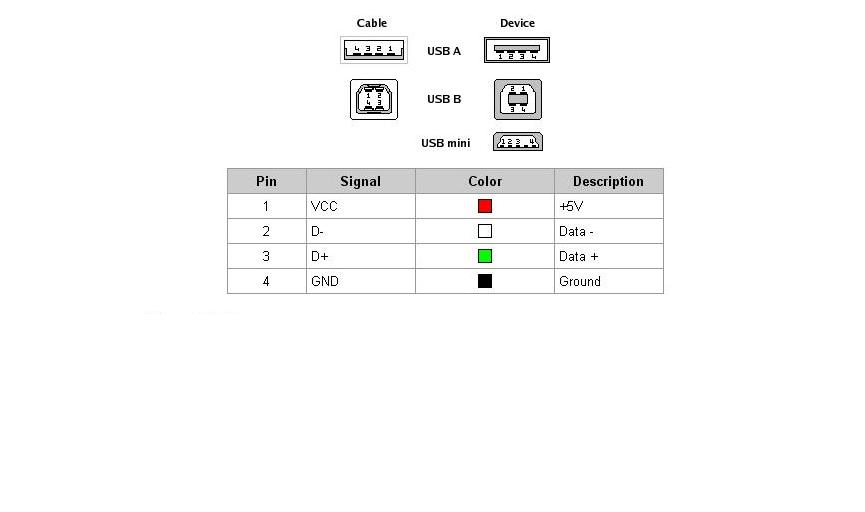 Cable Device
4 3 2 1 USB A 1 2 3 4
1 2 USB B 2 1
4 3 3 4
USB mini 1 2 3 4
Pin Signal Color Description
1 VCC +5V
2 D- Data -
3 D+ Data +
4 GND Ground